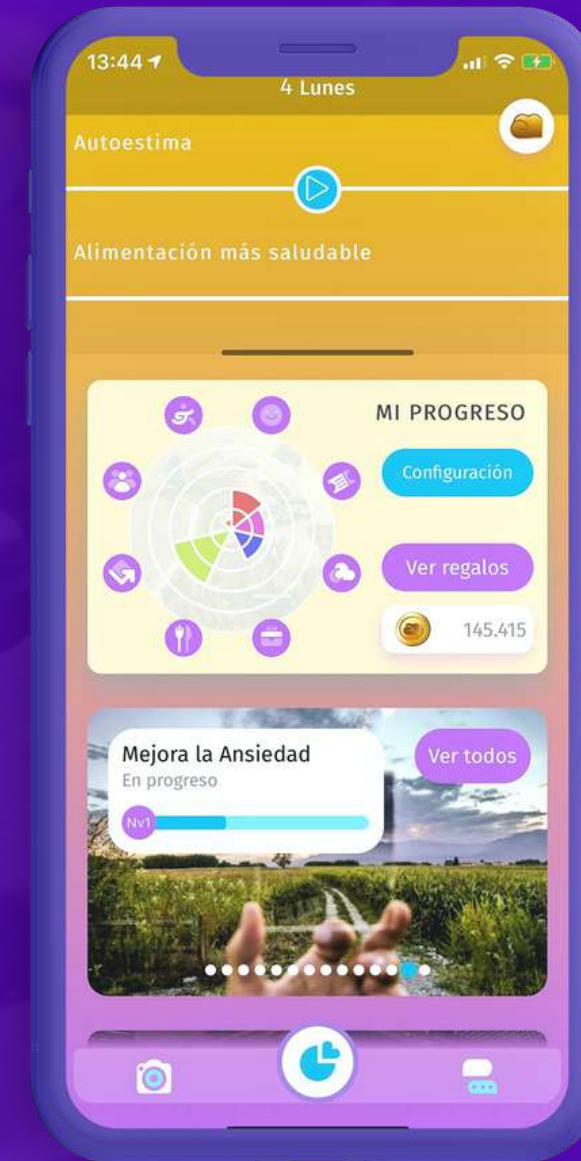 13:44
4 Lunes
Autoestima
Alimentación más saludable
MI PROGRESO
Configuración
Ver regalos
145.415
Mejora la Ansiedad
Ver todos
En progreso
Nv1